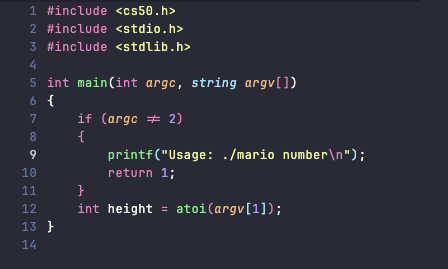 1 #include <cs50.h>
2 #include <stdio.h>
3 #include <stdlib.h>
4
5 int main(int argc, string argv[])
6 {
7     if (argc ≠ 2)
8     {
9         printf("Usage: ./mario number\n");
10         return 1;
11     }
12     int height = atoi(argv[1]);
13 }
14